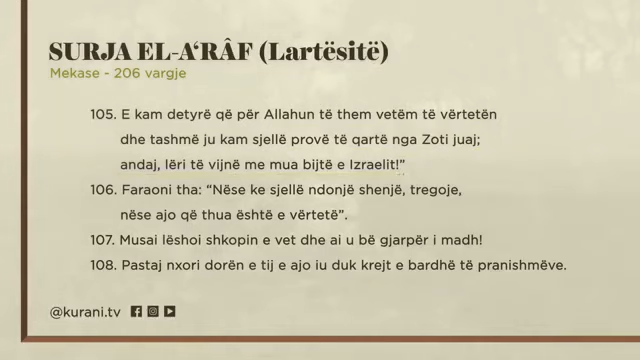 SURJA EL-A‘RÂF (Lartësitë)
Mekase - 206 vargje
105. E kam detyrë që për Allahun të them vetëm të vërtetën
dhe tashmë ju kam sjellë provë të qartë nga Zoti juaj;
andaj, lëri të vijnë me mua bijtë e Izraelit!”
106. Faraoni tha: “Nëse ke sjellë ndonjë shenjë, tregoje,
nëse ajo që thua është e vërtetë”.
107. Musai lëshoi shkopin e vet dhe ai u bë gjarpër i madh!
108. Pastaj nxori dorën e tij e ajo iu duk krejt e bardhë të pranishmëve.
@kurani.tv